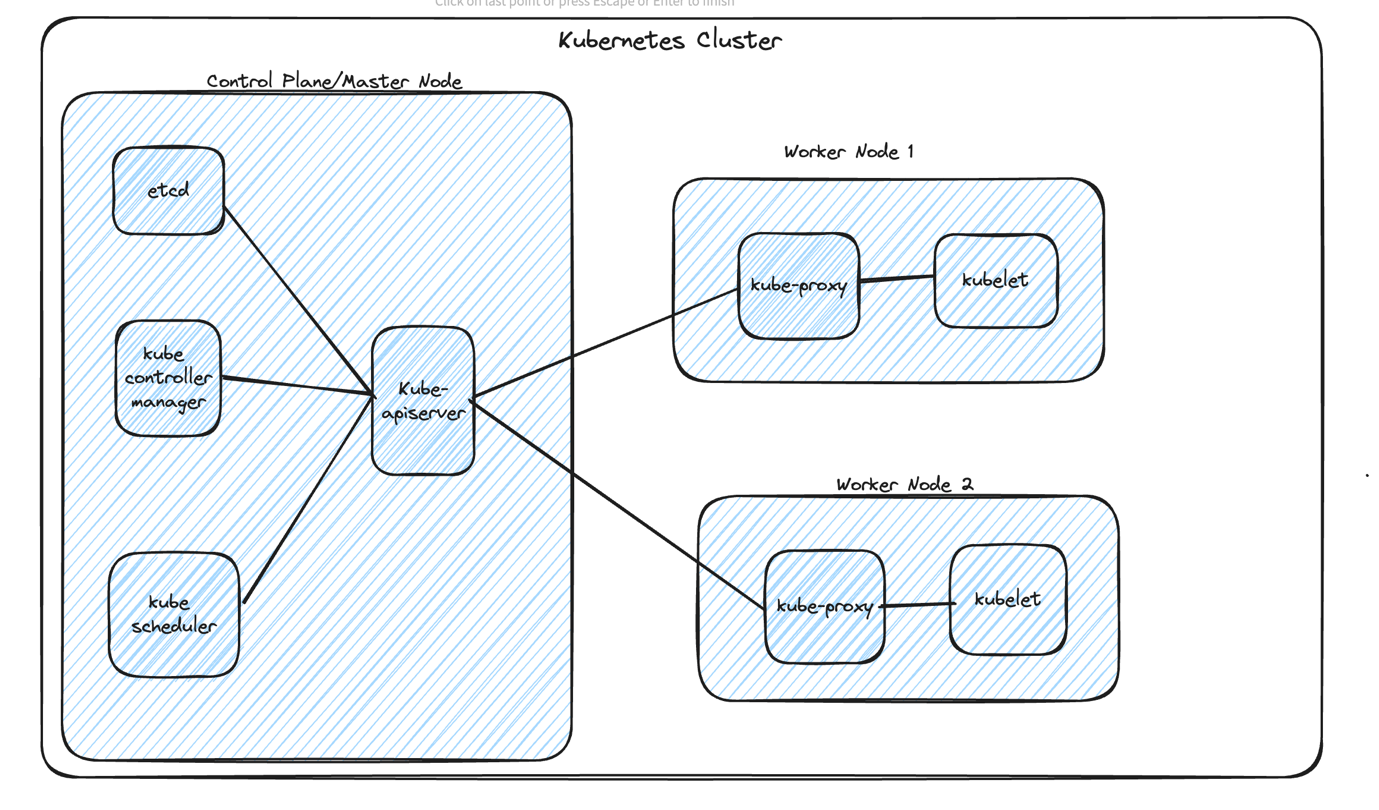 Click on last point or press Escape or Enter to finish
Kubernetes Cluster
Control Plane/Master Node
etcd
kube
controller
manager
kube
scheduler
Kube-
apiserver
Worker Node 1
kube-proxy
kubelet
Worker Node 2
kube-proxy
kubelet